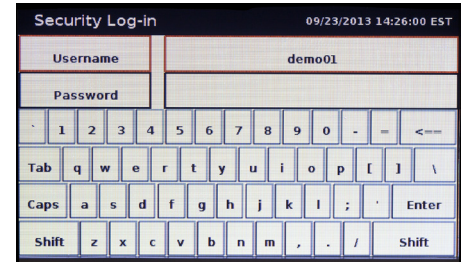 Security Log-in 09/23/2013 14:26:00 EST
Username demo01
Password
` 1 2 3 4 5 6 7 8 9 0 - = <==
Tab q w e r t y u i o p [ ] \
Caps a s d f g h j k l ; ' Enter
Shift z x c v b n m , . / Shift